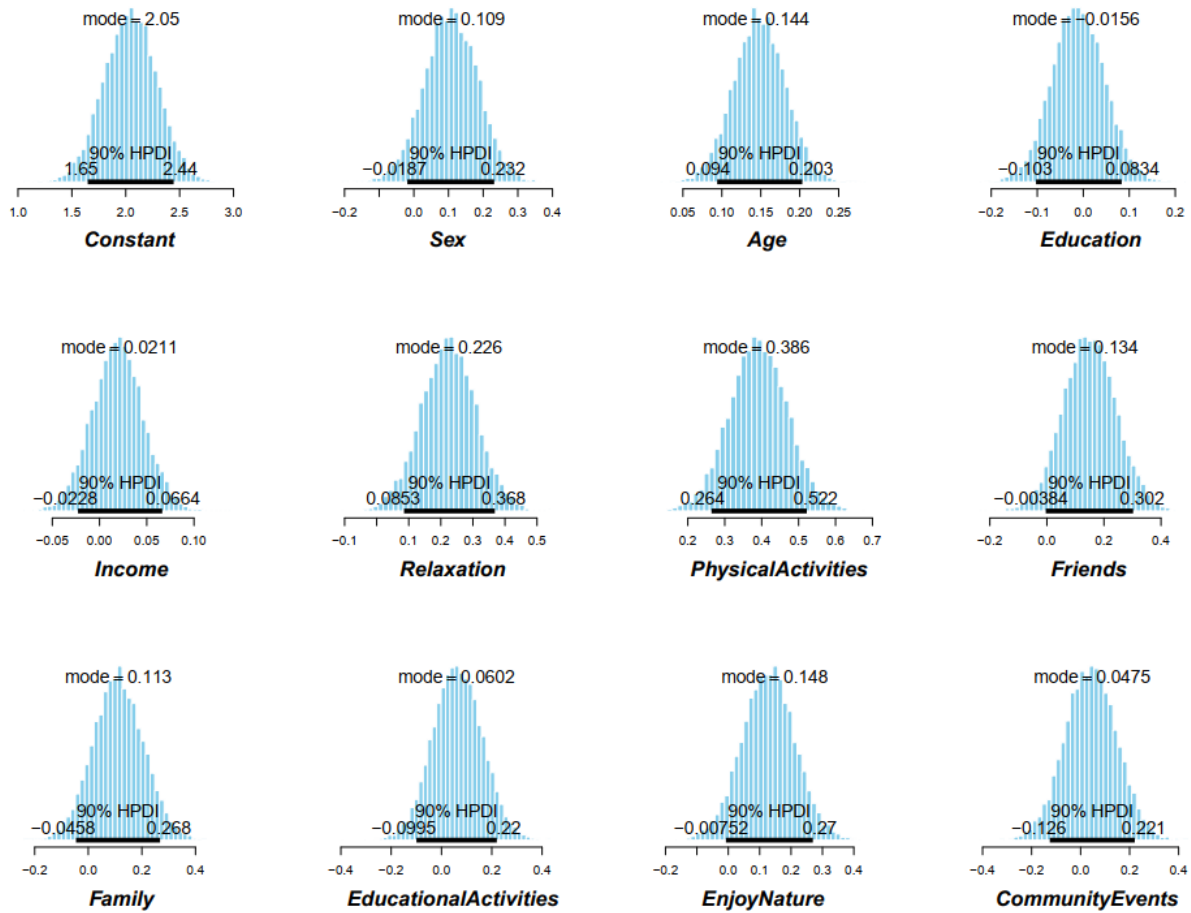 mode = 2.05
mode = 0.109
mode = 0.144
mode = −0.0156
90% HPDI
90% HPDI
90% HPDI
90% HPDI
1.65 2.44
−0.0187 0.232
0.094 0.203
−0.103 0.0834
1.0 1.5 2.0 2.5 3.0
−0.2 0.0 0.1 0.2 0.3 0.4
0.05 0.10 0.15 0.20 0.25
−0.2 −0.1 0.0 0.1 0.2
Constant
Sex
Age
Education
mode = 0.0211
mode = 0.226
mode = 0.386
mode = 0.134
90% HPDI
90% HPDI
90% HPDI
90% HPDI
−0.0228 0.0664
0.0853 0.368
0.264 0.522
−0.00384 0.302
−0.05 0.00 0.05 0.10
−0.1 0.1 0.2 0.3 0.4 0.5
0.2 0.3 0.4 0.5 0.6 0.7
−0.2 0.0 0.2 0.4
Income
Relaxation
PhysicalActivities
Friends
mode = 0.113
mode = 0.0602
mode = 0.148
mode = 0.0475
90% HPDI
90% HPDI
90% HPDI
90% HPDI
−0.0458 0.268
−0.0995 0.22
−0.00752 0.27
−0.126 0.221
−0.2 0.0 0.2 0.4
−0.4 −0.2 0.0 0.2 0.4
−0.2 0.0 0.1 0.2 0.3 0.4
−0.4 −0.2 0.0 0.2 0.4
Family
EducationalActivities
EnjoyNature
CommunityEvents